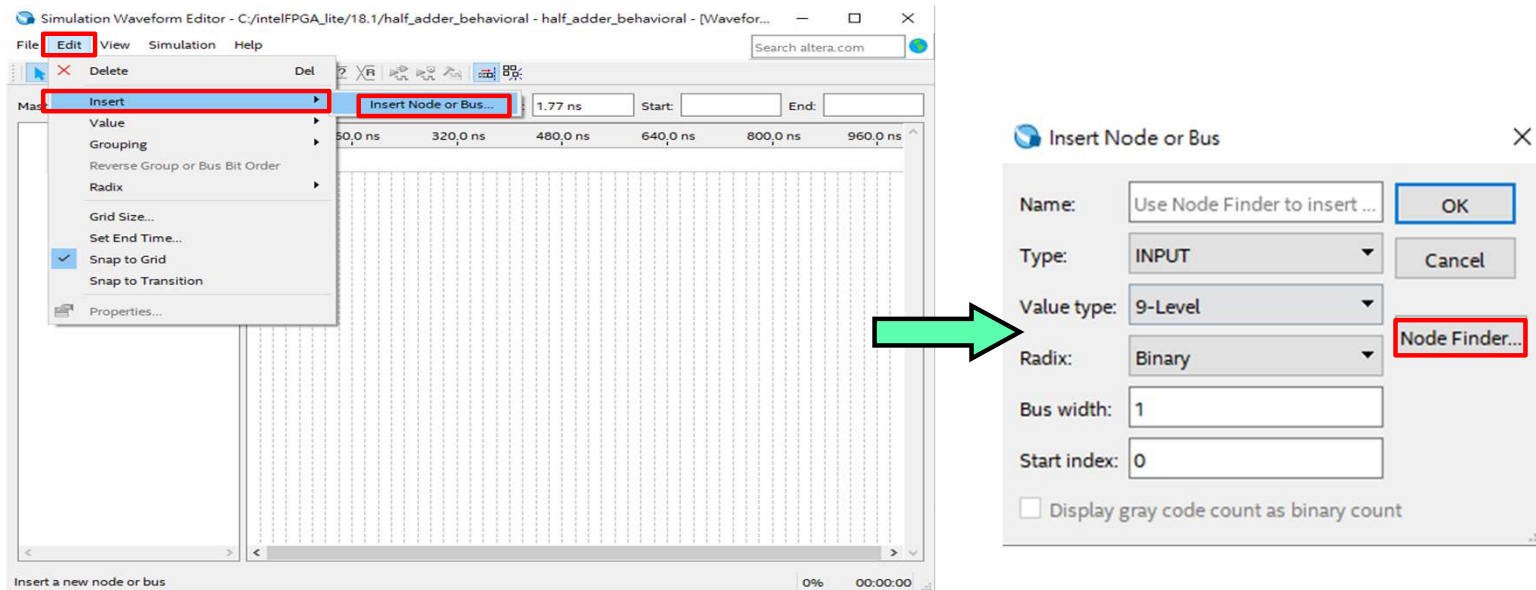 Simulation Waveform Editor - C:/intelFPGA_lite/18.1/half_adder_behavioral - half_adder_behavioral - [Wavefor...
File Edit View Simulation Help
Search altera.com
Delete Del
Insert
Insert Node or Bus...
1.77 ns Start: End:
Value
Grouping
Reverse Group or Bus Bit Order
Radix
Grid Size...
Set End Time...
Snap to Grid
Snap to Transition
Properties...
320.0 ns 480.0 ns 640.0 ns 800.0 ns 960.0 ns
Insert a new node or bus 0% 00:00:00
Insert Node or Bus
Name: Use Node Finder to insert ... OK
Type: INPUT Cancel
Value type: 9-Level
Node Finder...
Radix: Binary
Bus width: 1
Start index: 0
Display gray code count as binary count